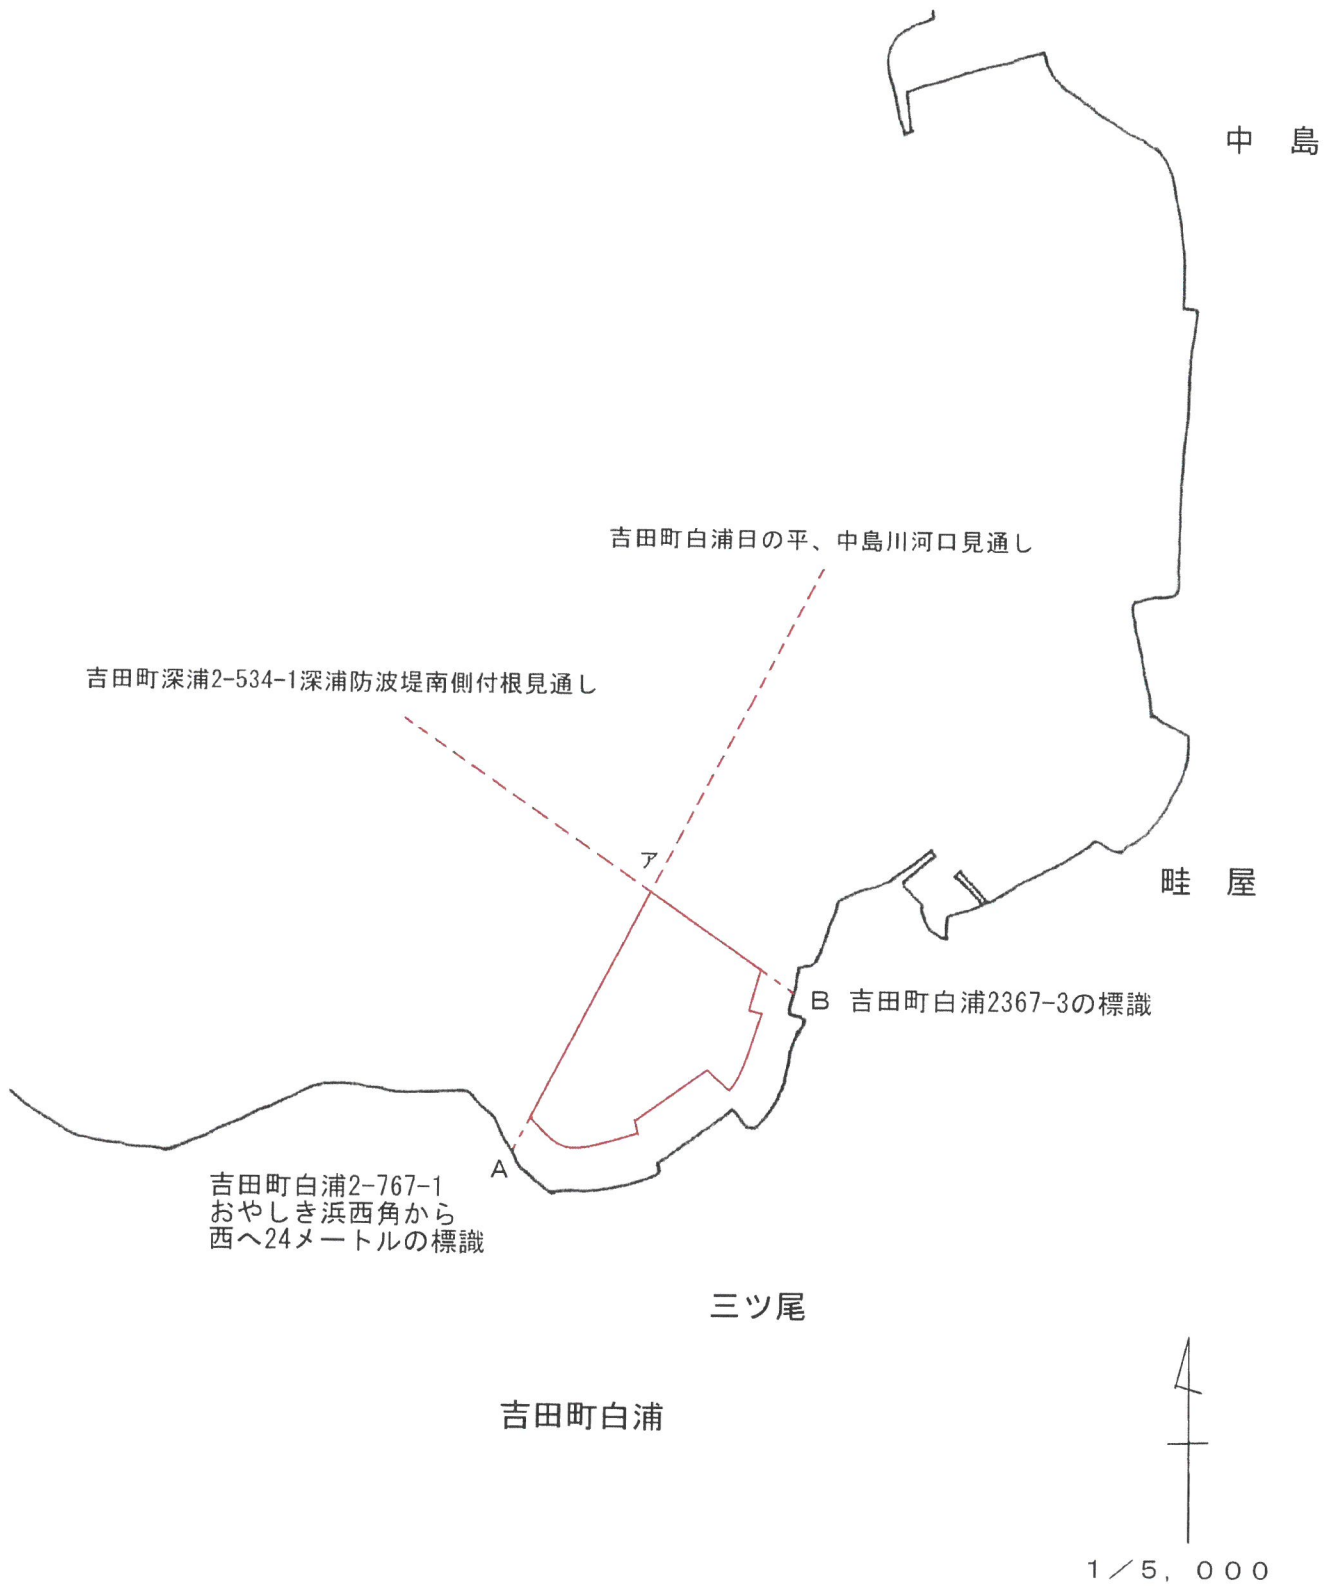 中　島
吉田町白浦日の平、中島川河口見通し
吉田町深浦2-534-1深浦防波堤南側付根見通し
ア
畦　屋
B　吉田町白浦2367-3の標識
A
吉田町白浦2-767-1
おやしき浜西角から
西へ24メートルの標識
三ツ尾
吉田町白浦
１／５，０００